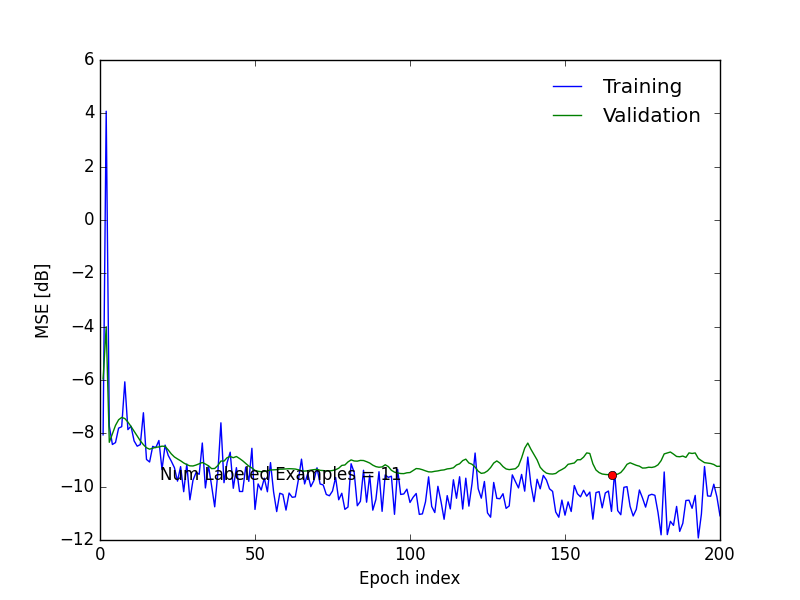 6
4
2
0
−2
−4
−6
−8
−10
−12
MSE [dB]
Training
Validation
Num Labeled Examples = 11
0 50 100 150 200
Epoch index